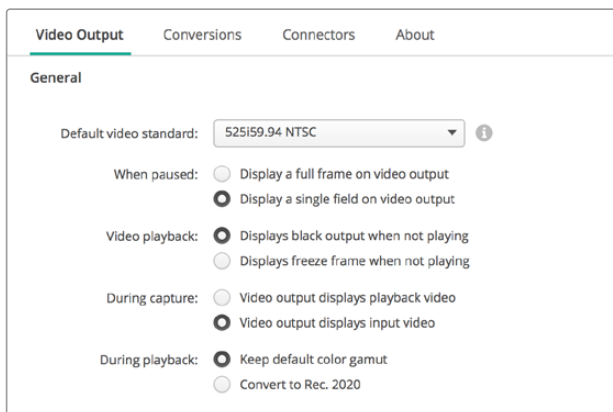 Video Output Conversions Connectors About
General
Default video standard: 525i59.94 NTSC
When paused: Display a full frame on video output
Display a single field on video output
Video playback: Displays black output when not playing
Displays freeze frame when not playing
During capture: Video output displays playback video
Video output displays input video
During playback: Keep default color gamut
Convert to Rec. 2020